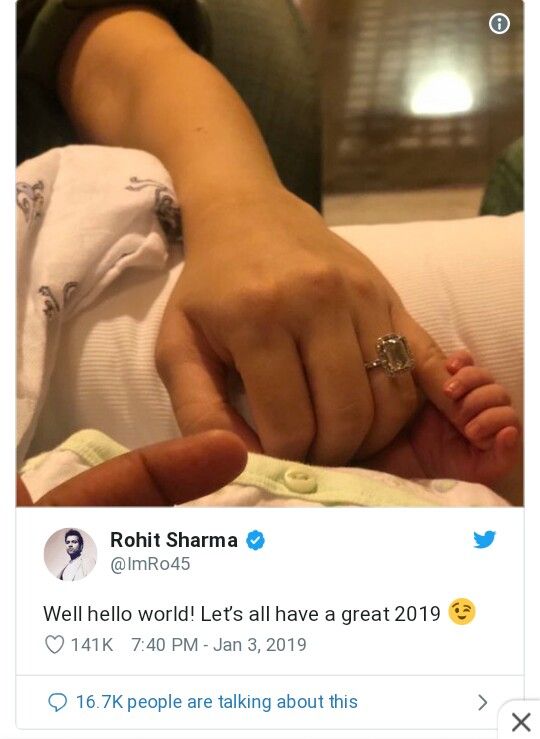 Rohit Sharma
@ImRo45
Well hello world! Let's all have a great 2019 😉
141K 7:40 PM - Jan 3, 2019
16.7K people are talking about this